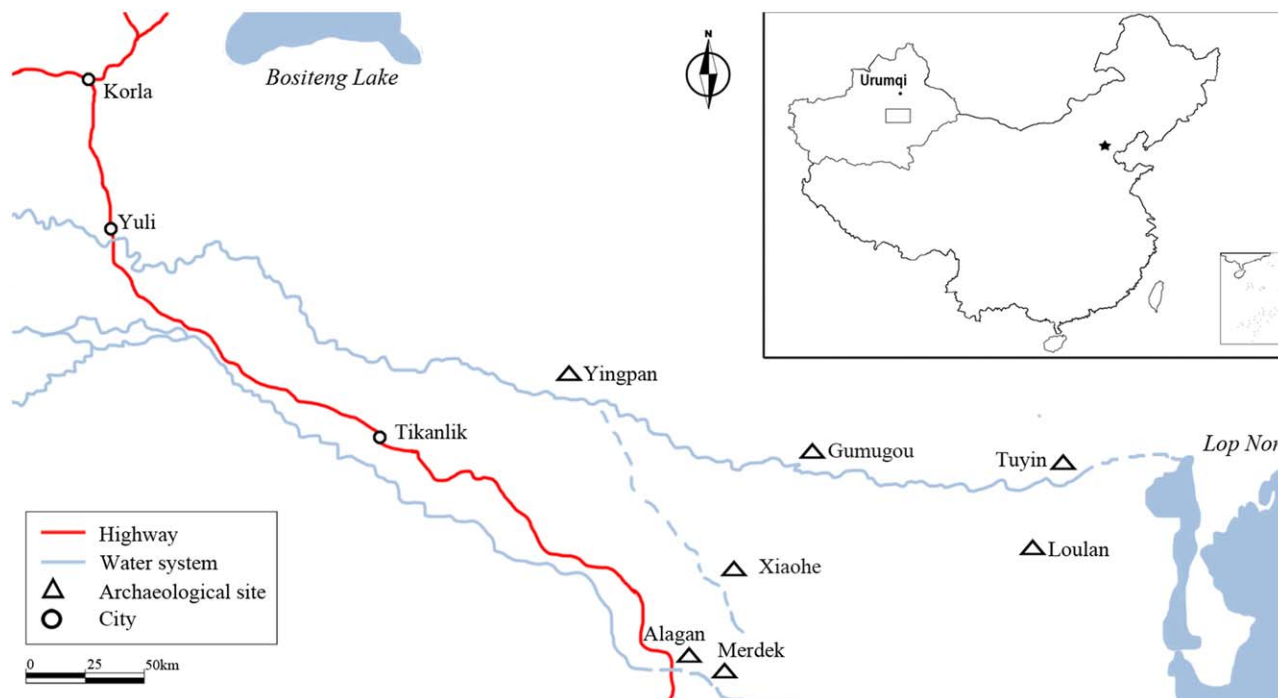 N
Bositeng Lake
Urumqi
Korla
Yuli
Yingpan
Tikanlik
Gumugou
Tuyin
Lop Nor
Highway
Water system
Archaeological site
City
Xiaohe
Loulan
Alagan
Merdek
0 25 50km